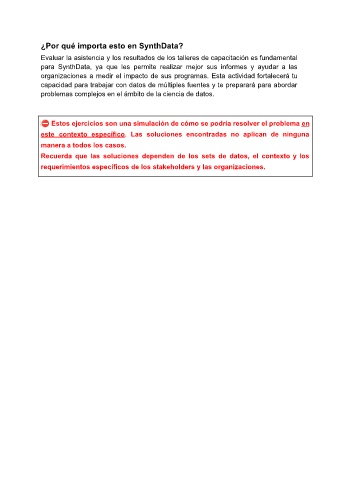 ¿Por qué importa esto en SynthData?
Evaluar la asistencia y los resultados de los talleres de capacitación es fundamental
para SynthData, ya que les permite realizar mejor sus informes y ayudar a las
organizaciones a medir el impacto de sus programas. Esta actividad fortalecerá tu
capacidad para trabajar con datos de múltiples fuentes y te preparará para abordar
problemas complejos en el ámbito de la ciencia de datos.
⛔ Estos ejercicios son una simulación de cómo se podría resolver el problema en
este contexto específico. Las soluciones encontradas no aplican de ninguna
manera a todos los casos.
Recuerda que las soluciones dependen de los sets de datos, el contexto y los
requerimientos específicos de los stakeholders y las organizaciones.